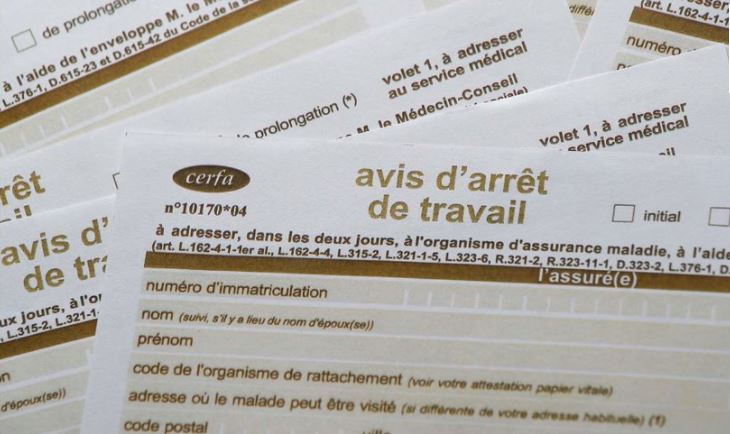 de prolongation
à l'aide de l'enveloppe M. le M
L.376-1, D.615-23 et D.615-42 du Code de la s
(art. L.162-4-1-1
numéro
volet 1, à adresser
au service médical
prolongation (*)
M. le Médecin-Conseil
volet 1, à adresser
au service médical
rêt
ail
avis d'
de tra
ux jours, à l'or
L.315-2, L.321-1
n
d'époux(se))
cerfa
n°10170*04
avis d'arrêt
de travail
initial
à adresser, dans les deux jours, à l'organisme d'assurance maladie, à l'aide
(art. L.162-4-1-1er al., L.162-4-4, L.315-2, L.321-1-5, L.323-6, R.321-2, R.323-11-1, D.323-2, L.376-1, D.
l'assuré(e)
numéro d'immatriculation
nom (suivi, s'il y a lieu du nom d'époux(se))
prénom
code de l'organisme de rattachement (voir votre attestation papier vitale)
adresse où le malade peut être visité (si différente de votre adresse habituelle) (1)
code postal
ville